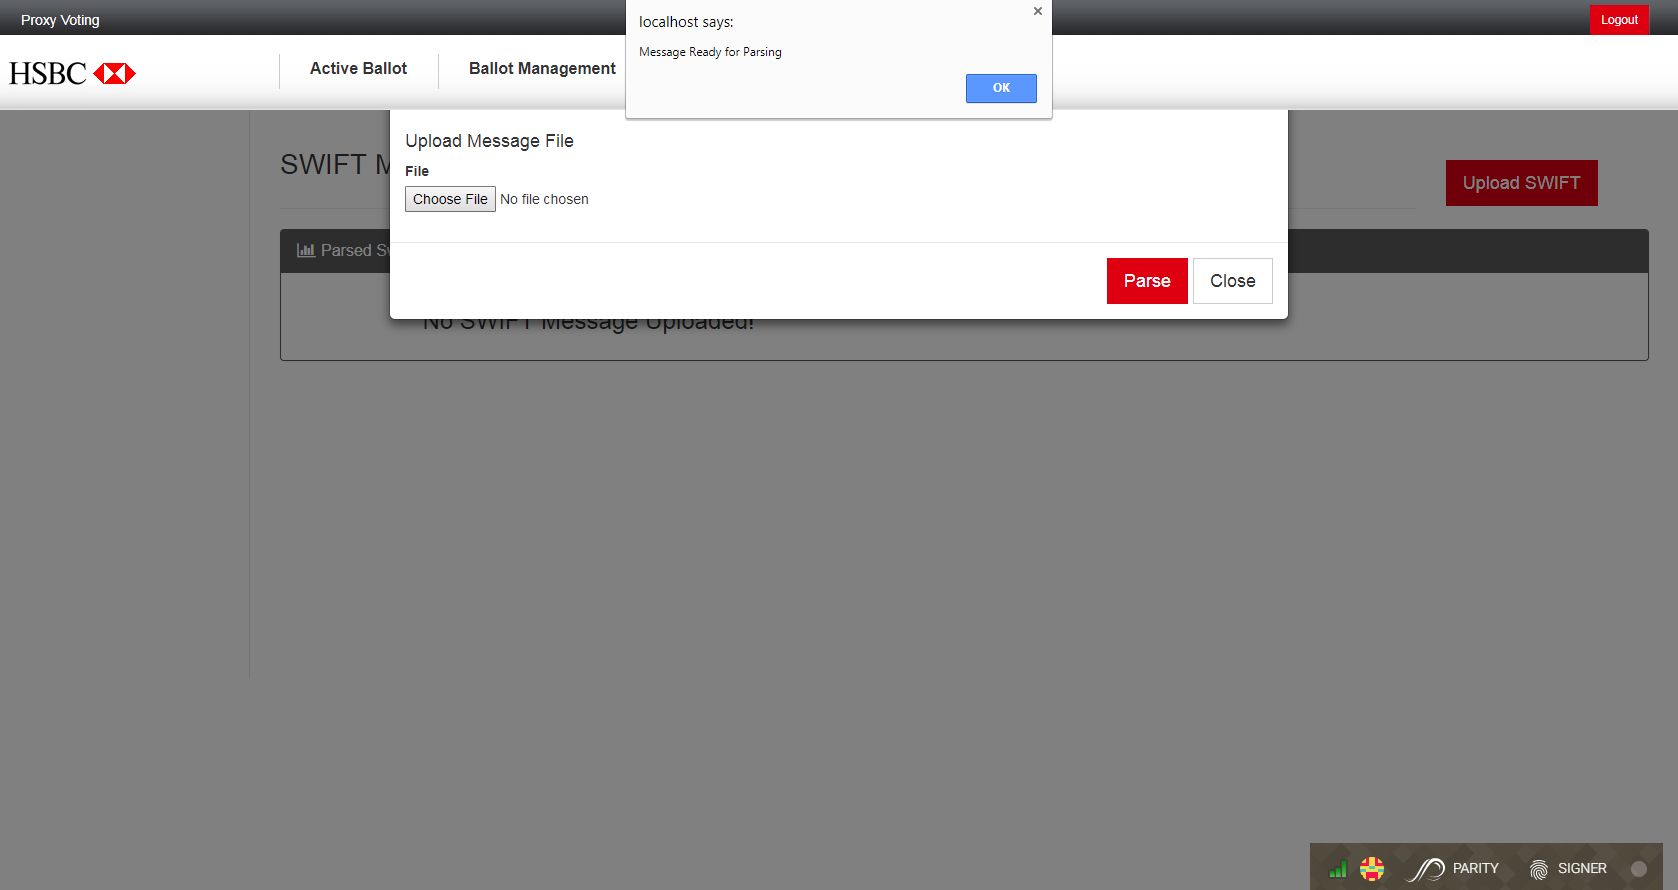 Proxy Voting
Logout
localhost says:
Message Ready for Parsing
OK
HSBC
Active Ballot
Ballot Management
Upload Message File
File
Choose File No file chosen
SWIFT
Upload SWIFT
Parsed
Parse
Close
No SWIFT Message Uploaded!
PARITY
SIGNER